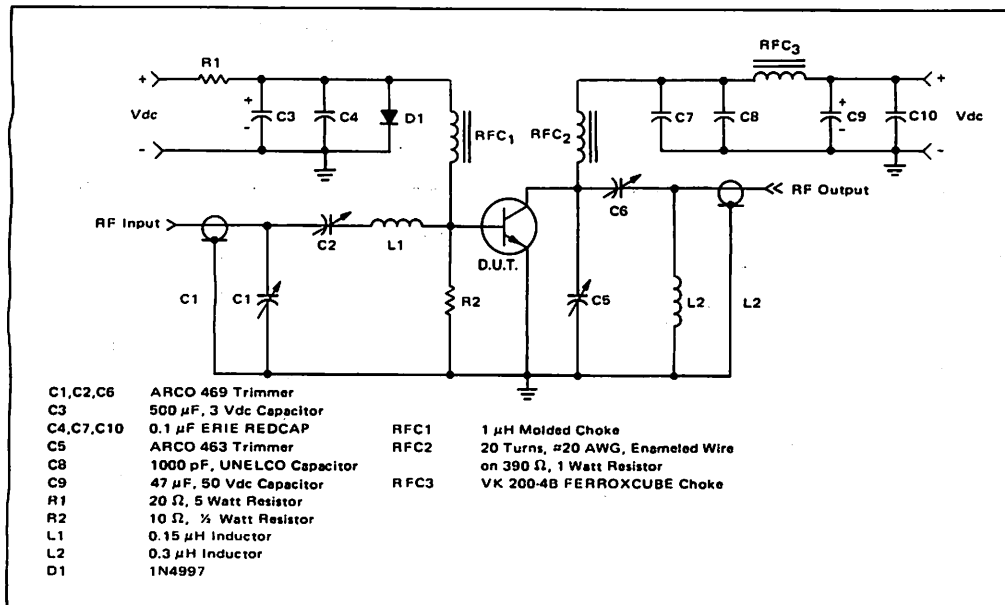 RFC3
R1
+
+
+
+
Vdc
C3
C4
D1
RFC1
RFC2
C7
C8
C9
C10
Vdc
-
-
-
-
RF Output
C6
RF Input
C2
L1
D.U.T.
C1
C1
R2
C5
L2
L2
C1,C2,C6 ARCO 469 Trimmer
C3 500 μF, 3 Vdc Capacitor
C4,C7,C10 0.1 μF ERIE REDCAP
C5 ARCO 463 Trimmer
C8 1000 pF, UNELCO Capacitor
C9 47 μF, 50 Vdc Capacitor
R1 20 Ω, 5 Watt Resistor
R2 10 Ω, ½ Watt Resistor
L1 0.15 μH Inductor
L2 0.3 μH Inductor
D1 1N4997
RFC1 1 μH Molded Choke
RFC2 20 Turns, #20 AWG, Enameled Wire
on 390 Ω, 1 Watt Resistor
RFC3 VK 200-4B FERROXCUBE Choke